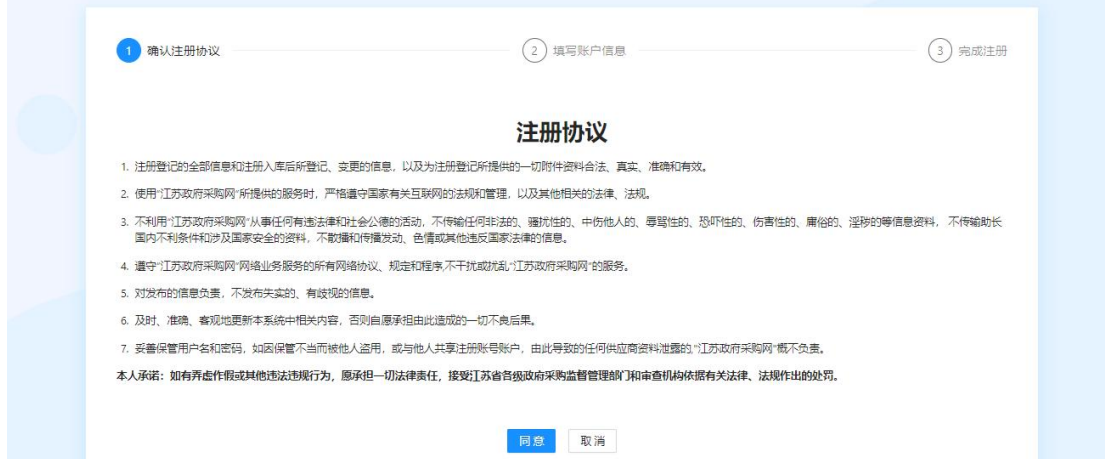 1 确认注册协议 2 填写账户信息 3 完成注册
注册协议
1. 注册登记的全部信息和注册入库后所登记、变更的信息，以及为注册登记所提供的一切附件资料合法、真实、准确和有效。
2. 使用“江苏政府采购网”所提供的服务时，严格遵守国家有关互联网的法规和管理，以及其他相关的法律、法规。
3. 不利用“江苏政府采购网”从事任何有违法律和社会公德的活动，不传输任何非法的、骚扰性的、中伤他人的、辱骂性的、恐吓性的、伤害性的、庸俗的、淫秽的等信息资料， 不传输助长
国内不利条件和涉及国家安全的资料，不散播和传播发动、色情或其他违反国家法律的信息。
4. 遵守“江苏政府采购网”网络业务服务的所有网络协议、规定和程序,不干扰或扰乱“江苏政府采购网”的服务。
5. 对发布的信息负责，不发布失实的、有歧视的信息。
6. 及时、准确、客观地更新本系统中相关内容，否则自愿承担由此造成的一切不良后果。
7. 妥善保管用户名和密码，如因保管不当而被他人盗用，或与他人共享注册账号账户，由此导致的任何供应商资料泄露的,“江苏政府采购网”概不负责。
本人承诺：如有弄虚作假或其他违法违规行为，愿承担一切法律责任，接受江苏省各级政府采购监督管理部门和审查机构依据有关法律、法规作出的处罚。
同意 取消